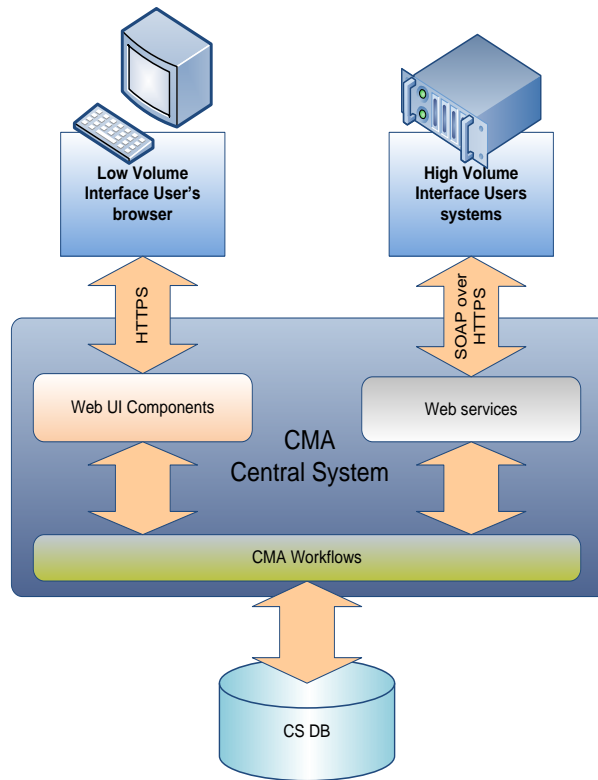 Low Volume
Interface User's
browser
High Volume
Interface Users
systems
HTTPS
SOAP over
HTTPS
Web UI Components
Web services
CMA
Central System
CMA Workflows
CS DB